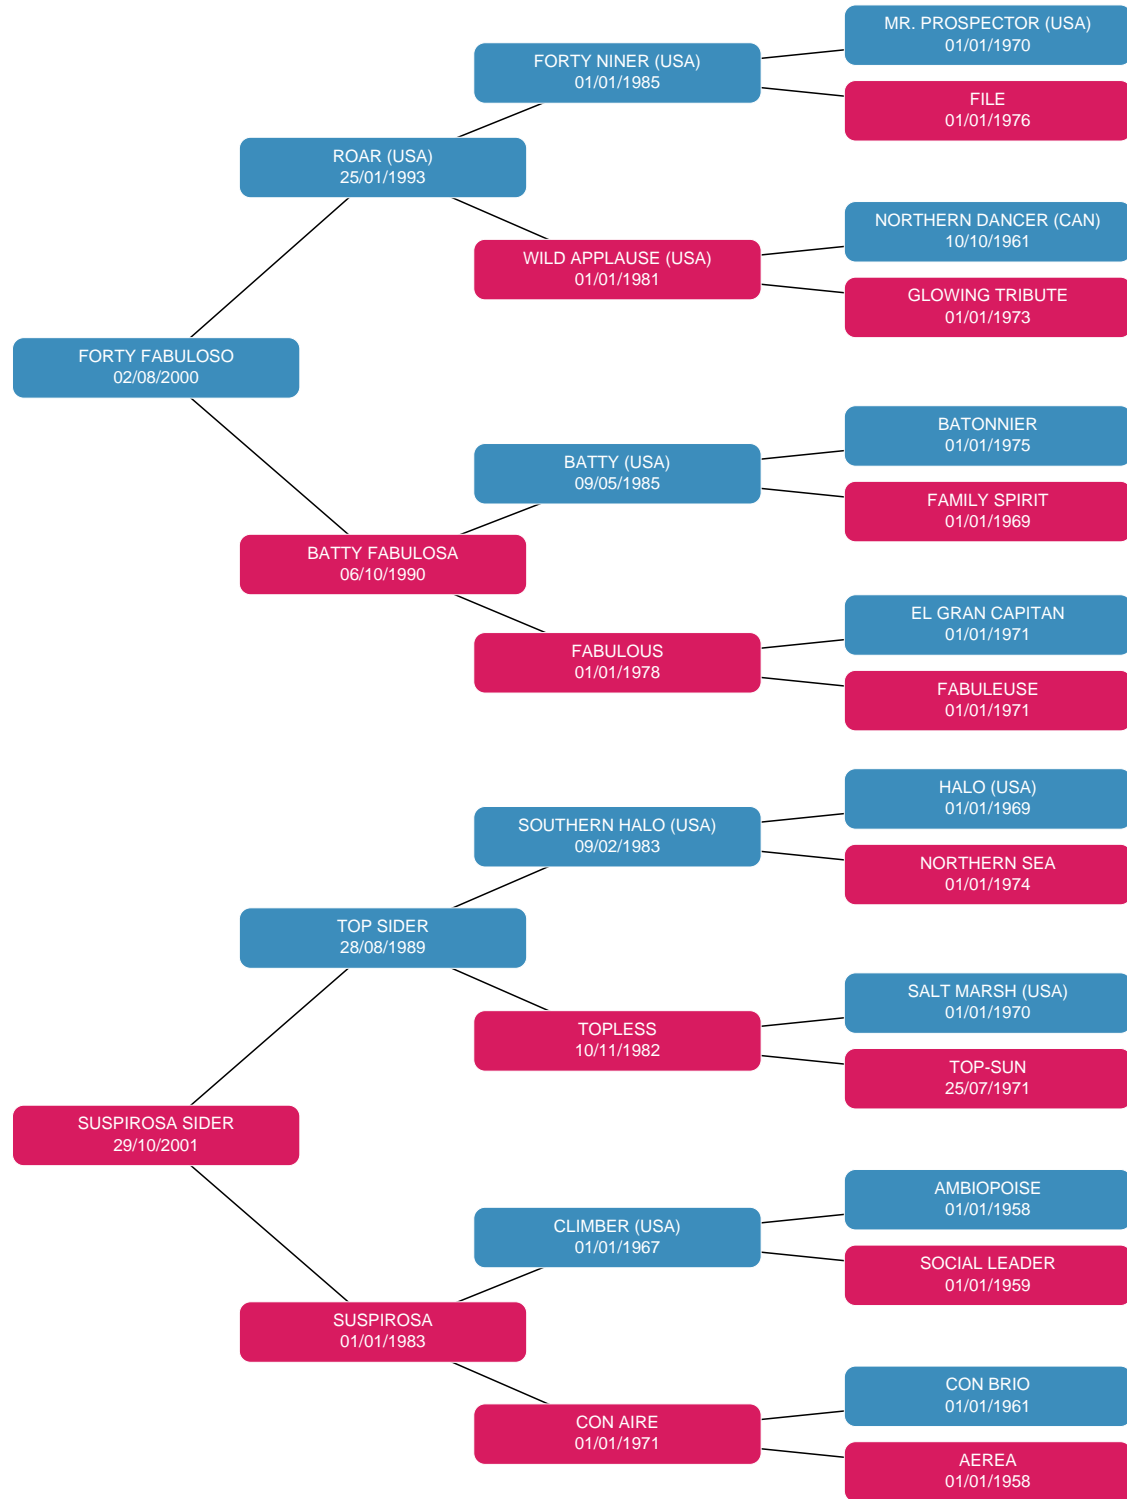 MR. PROSPECTOR (USA)
01/01/1970
FORTY NINER (USA)
01/01/1985
FILE
01/01/1976
ROAR (USA)
25/01/1993
NORTHERN DANCER (CAN)
10/10/1961
WILD APPLAUSE (USA)
01/01/1981
GLOWING TRIBUTE
01/01/1973
FORTY FABULOSO
02/08/2000
BATONNIER
01/01/1975
BATTY (USA)
09/05/1985
FAMILY SPIRIT
01/01/1969
BATTY FABULOSA
06/10/1990
EL GRAN CAPITAN
01/01/1971
FABULOUS
01/01/1978
FABULEUSE
01/01/1971
HALO (USA)
01/01/1969
SOUTHERN HALO (USA)
09/02/1983
NORTHERN SEA
01/01/1974
TOP SIDER
28/08/1989
SALT MARSH (USA)
01/01/1970
TOPLESS
10/11/1982
TOP-SUN
25/07/1971
SUSPIROSA SIDER
29/10/2001
AMBIOPOISE
01/01/1958
CLIMBER (USA)
01/01/1967
SOCIAL LEADER
01/01/1959
SUSPIROSA
01/01/1983
CON BRIO
01/01/1961
CON AIRE
01/01/1971
AEREA
01/01/1958